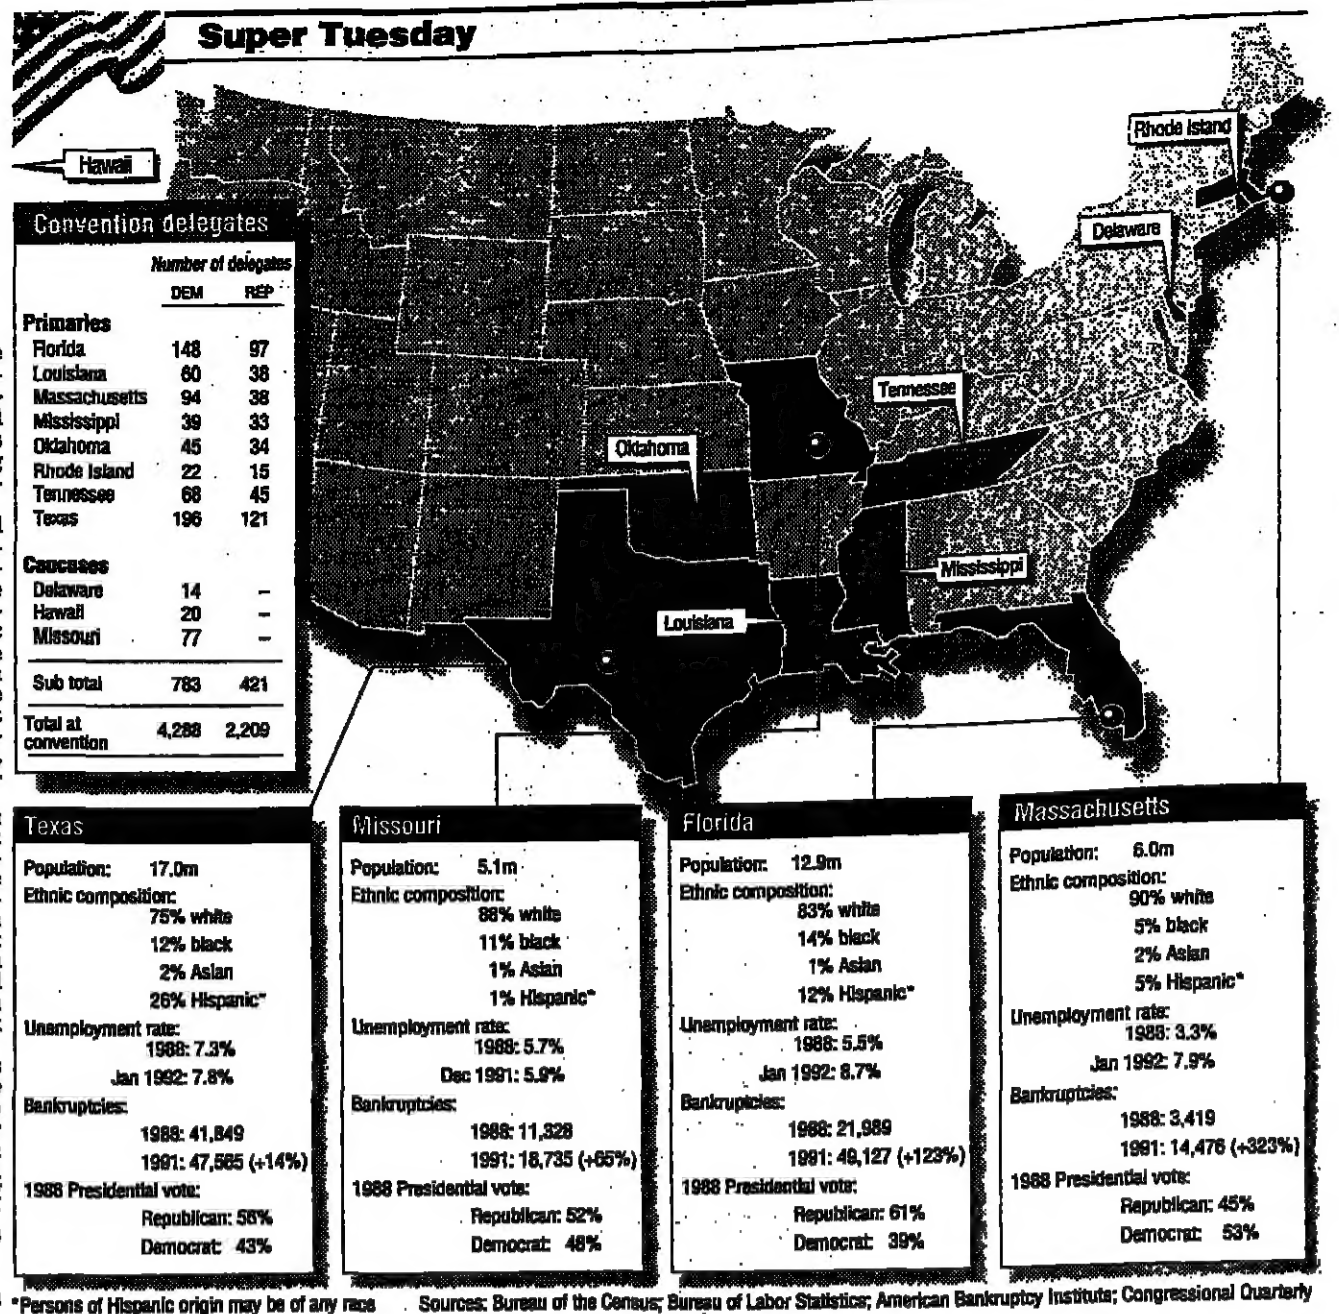 Super Tuesday
Hawaii
Rhode Island
Delaware
Tennessee
Oklahoma
Mississippi
Louisiana
Convention delegates
Number of delegates
DEM REP
Primaries
Florida 148 97
Louisiana 60 38
Massachusetts 94 38
Mississippi 39 33
Oklahoma 45 34
Rhode Island 22 15
Tennessee 68 45
Texas 196 121
Caucuses
Delaware 14 –
Hawaii 20 –
Missouri 77 –
Sub total 783 421
Total at
convention 4,288 2,209
Texas
Population: 17.0m
Ethnic composition:
75% white
12% black
2% Asian
26% Hispanic*
Unemployment rate:
1988: 7.3%
Jan 1992: 7.8%
Bankruptcies:
1988: 41,849
1991: 47,585 (+14%)
1988 Presidential vote:
Republican: 56%
Democrat: 43%
Missouri
Population: 5.1m
Ethnic composition:
88% white
11% black
1% Asian
1% Hispanic*
Unemployment rate:
1988: 5.7%
Dec 1991: 5.9%
Bankruptcies:
1988: 11,328
1991: 18,735 (+65%)
1988 Presidential vote:
Republican: 52%
Democrat: 48%
Florida
Population: 12.9m
Ethnic composition:
83% white
14% black
1% Asian
12% Hispanic*
Unemployment rate:
1988: 5.5%
Jan 1992: 8.7%
Bankruptcies:
1988: 21,989
1991: 49,127 (+123%)
1988 Presidential vote:
Republican: 61%
Democrat: 39%
Massachusetts
Population: 6.0m
Ethnic composition:
90% white
5% black
2% Asian
5% Hispanic*
Unemployment rate:
1988: 3.3%
Jan 1992: 7.9%
Bankruptcies:
1988: 3,419
1991: 14,476 (+323%)
1988 Presidential vote:
Republican: 45%
Democrat: 53%
*Persons of Hispanic origin may be of any race
Sources: Bureau of the Census; Bureau of Labor Statistics; American Bankruptcy Institute; Congressional Quarterly